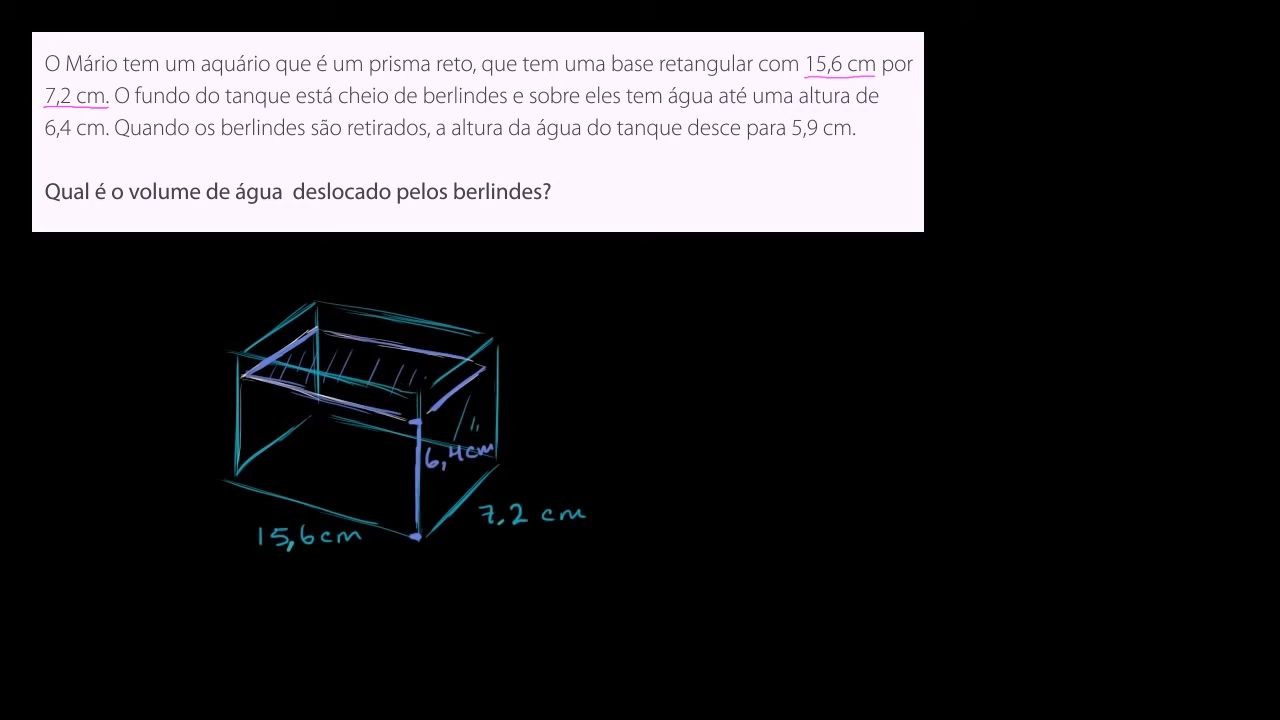 O Mário tem um aquário que é um prisma reto, que tem uma base retangular com 15,6 cm por
7,2 cm. O fundo do tanque está cheio de berlindes e sobre eles tem água até uma altura de
6,4 cm. Quando os berlindes são retirados, a altura da água do tanque desce para 5,9 cm.
Qual é o volume de água deslocado pelos berlindes?
6,4cm
7.2 cm
15,6cm